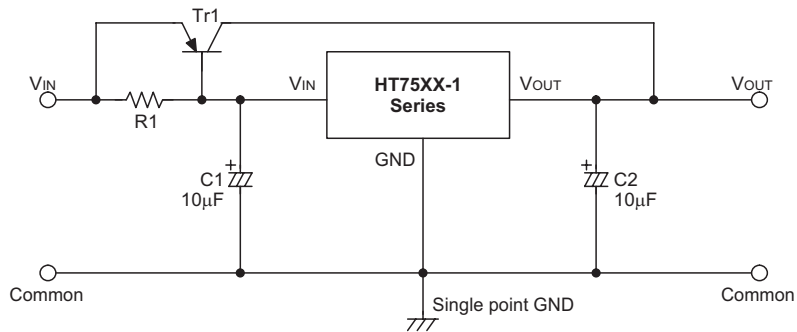 Tr1
VIN
R1
VIN
HT75XX-1
Series
VOUT
VOUT
GND
C1
10μF
C2
10μF
Common
Single point GND
Common